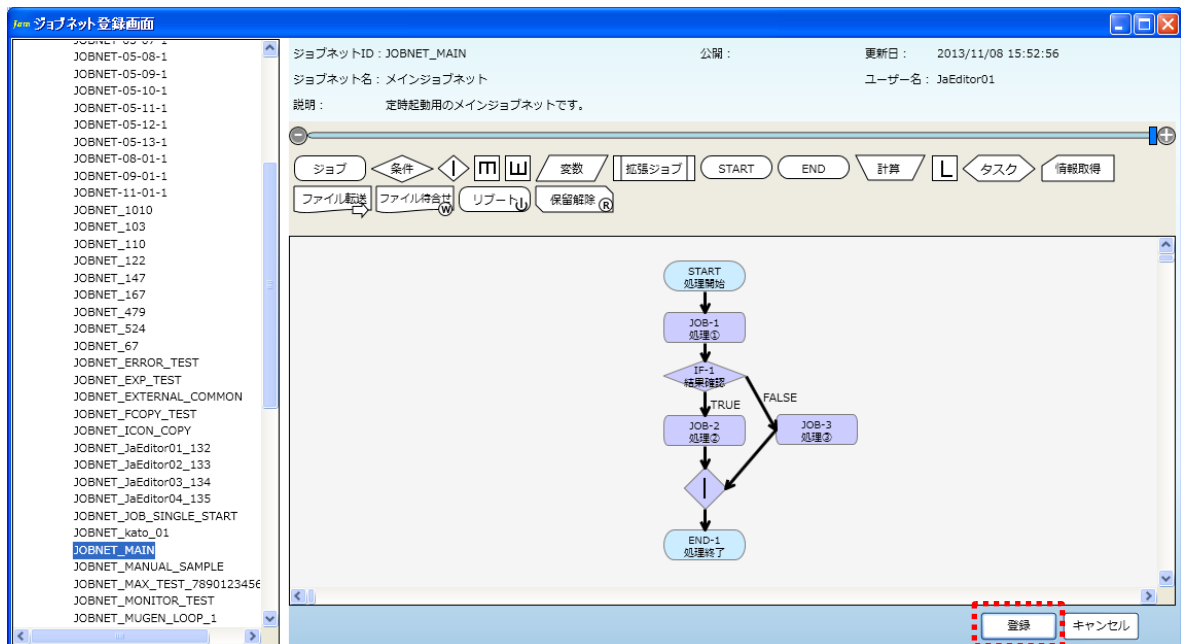 Jam ジョブネット登録画面
JOBNET-05-08-1
JOBNET-05-09-1
JOBNET-05-10-1
JOBNET-05-11-1
JOBNET-05-12-1
JOBNET-05-13-1
JOBNET-08-01-1
JOBNET-09-01-1
JOBNET-11-01-1
JOBNET_1010
JOBNET_103
JOBNET_110
JOBNET_122
JOBNET_147
JOBNET_167
JOBNET_479
JOBNET_524
JOBNET_67
JOBNET_ERROR_TEST
JOBNET_EXP_TEST
JOBNET_EXTERNAL_COMMON
JOBNET_FCOPY_TEST
JOBNET_ICON_COPY
JOBNET_JaEditor01_132
JOBNET_JaEditor02_133
JOBNET_JaEditor03_134
JOBNET_JaEditor04_135
JOBNET_JOB_SINGLE_START
JOBNET_kato_01
JOBNET_MAIN
JOBNET_MANUAL_SAMPLE
JOBNET_MAX_TEST_7890123456
JOBNET_MONITOR_TEST
JOBNET_MUGEN_LOOP_1
ジョブネットID : JOBNET_MAIN 公開 : 更新日 : 2013/11/08 15:52:56
ジョブネット名 : メインジョブネット ユーザー名 : JaEditor01
説明 : 定時起動用のメインジョブネットです。
ジョブ 条件 変数 拡張ジョブ START END 計算 L タスク 情報取得
ファイル転送 ファイル待合せ W リブート 保留解除 R
START
処理開始
JOB-1
処理①
IF-1
結果確認
TRUE FALSE
JOB-2
処理②
JOB-3
処理③
END-1
処理終了
登録 キャンセル